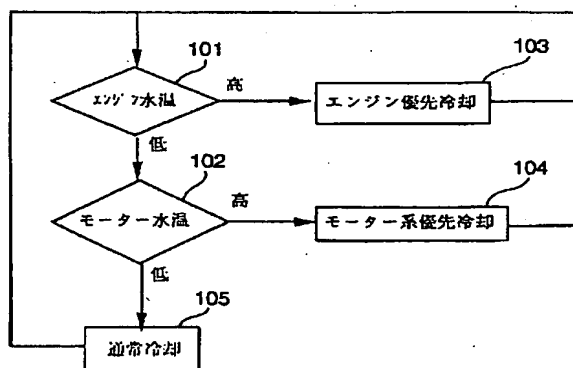 101
エンジン水温
高
103
エンジン優先冷却
低
102
モーター水温
高
104
モーター系優先冷却
低
105
通常冷却